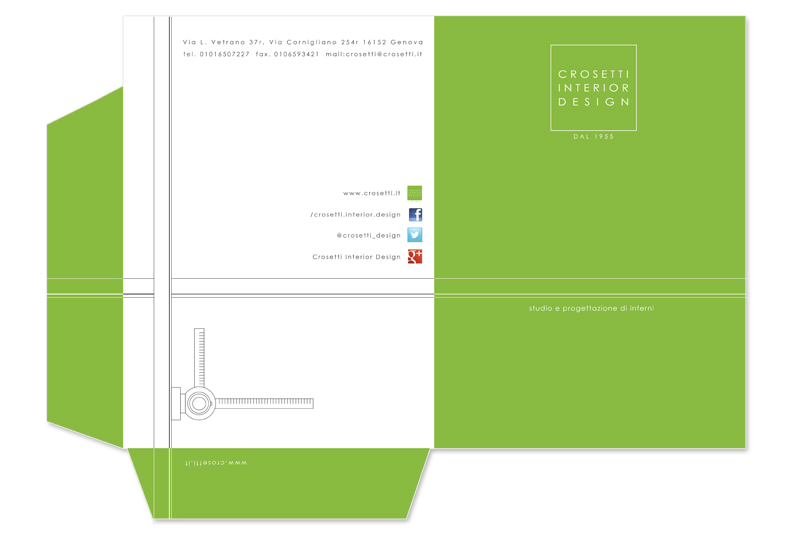 Via L. Vetrano 37r, Via Cornigliano 254r 16152 Genova
tel. 01016507227 fax. 0106593421 mail:crosetti@crosetti.it
CROSETTI
INTERIOR
DESIGN
DAL 1955
www.crosetti.it
/crosetti.interior.design
@crosetti_design
Crosetti Interior Design
studio e progettazione di interni
www.crosetti.it